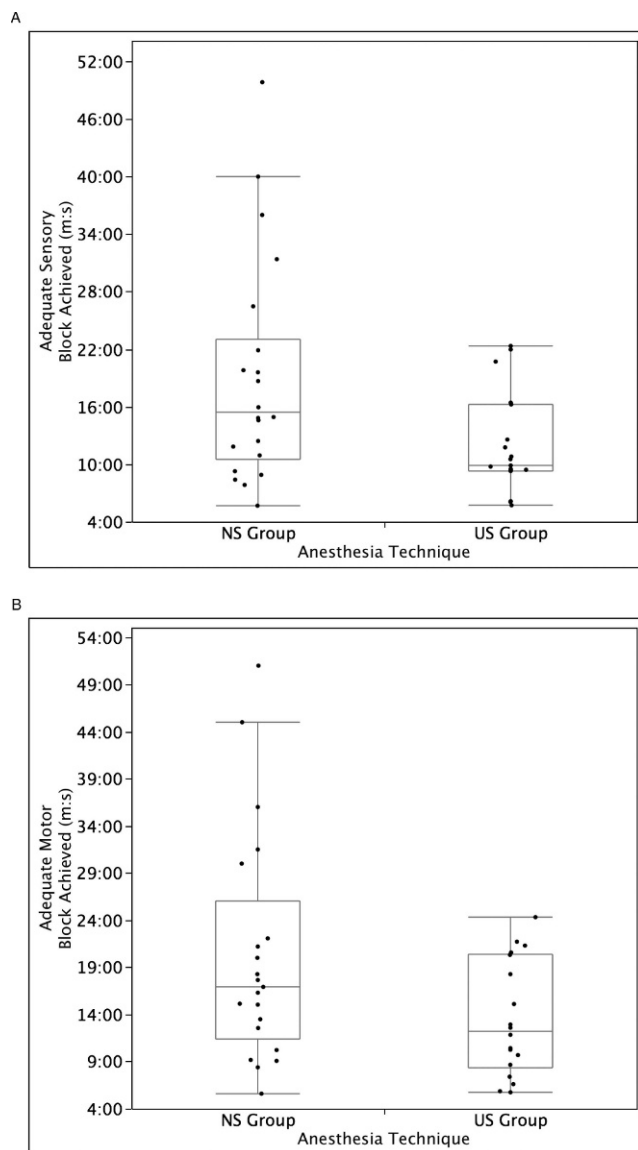 A
52:00
46:00
40:00
34:00
28:00
22:00
16:00
10:00
4:00
Adequate Sensory
Block Achieved (m:s)
NS Group
US Group
Anesthesia Technique
B
54:00
49:00
44:00
39:00
34:00
29:00
24:00
19:00
14:00
9:00
4:00
Adequate Motor
Block Achieved (m:s)
NS Group
US Group
Anesthesia Technique